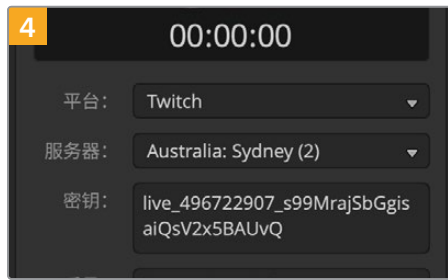 4
00:00:00
平台： Twitch
服务器： Australia: Sydney (2)
密钥： live_496722907_s99MrajSbGgis
aiQsV2x5BAUvQ